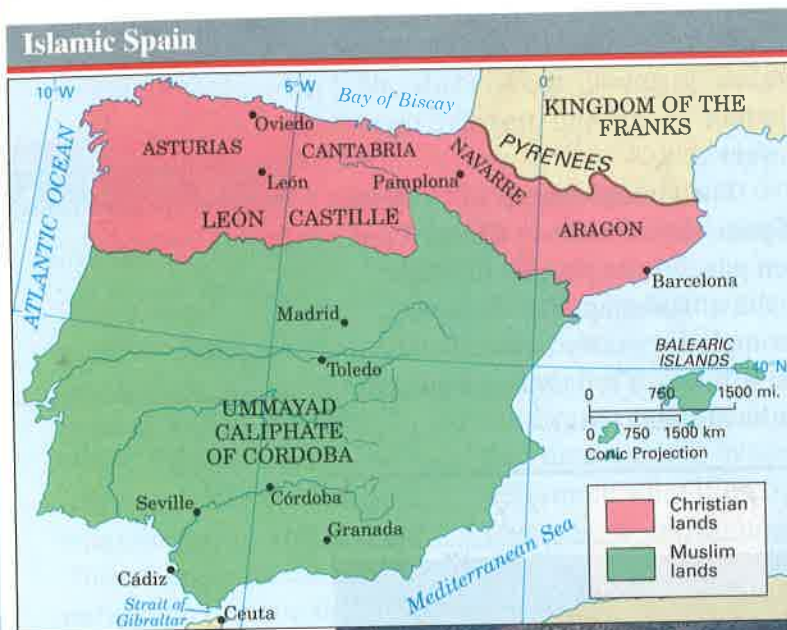 Islamic Spain
10°W
5°W
0
Bay of Biscay
KINGDOM OF THE
FRANKS
ATLANTIC OCEAN
Oviedo
ASTURIAS
CANTABRIA
NAVARRE
PYRENEES
León
Pamplona
LEÓN
CASTILLE
ARAGON
Barcelona
Madrid
Toledo
BALEARIC
ISLANDS
40°N
0 750 1500 mi.
0 750 1500 km
Conic Projection
UMMAYAD
CALIPHATE
OF CÓRDOBA
Seville
Córdoba
Granada
Christian
lands
Muslim
lands
Cádiz
Mediterranean Sea
Strait of
Gibraltar
Ceuta